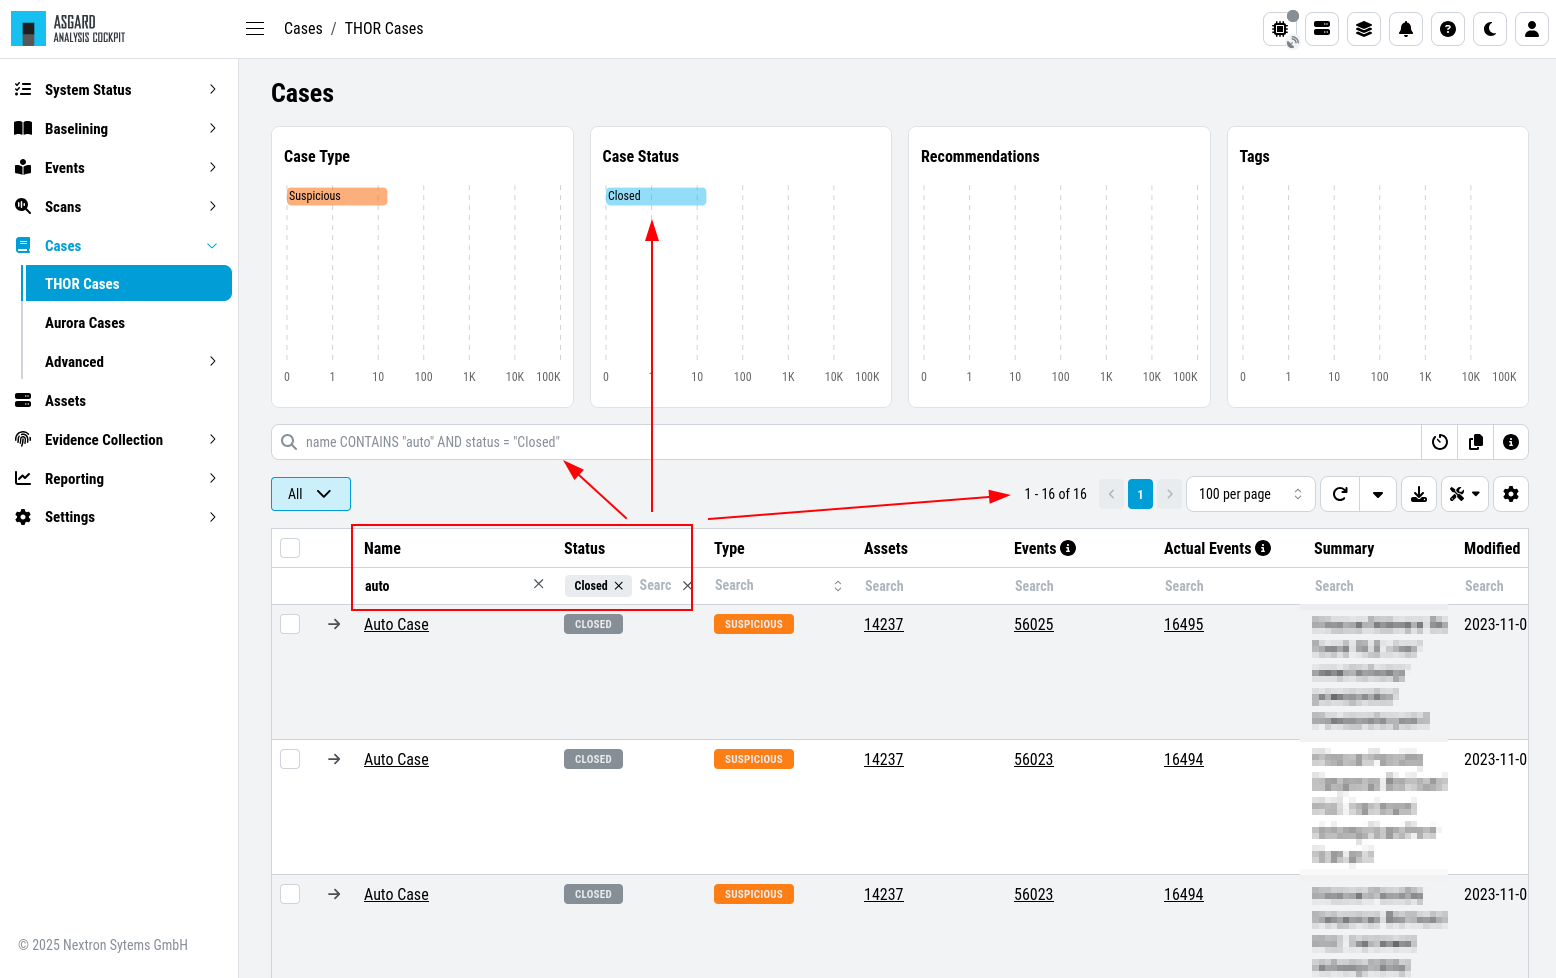 ASGARD
ANALYSIS COCKPIT
Cases / THOR Cases
System Status
Baselining
Events
Scans
Cases
THOR Cases
Aurora Cases
Advanced
Assets
Evidence Collection
Reporting
Settings
© 2025 Nextron Sytems GmbH
Cases
Case Type
Suspicious
0 1 10 100 1K 10K 100K
Case Status
Closed
0 10 100 1K 10K 100K
Recommendations
0 1 10 100 1K 10K 100K
Tags
0 1 10 100 1K 10K 100K
name CONTAINS "auto" AND status = "Closed"
All
1 - 16 of 16
1
100 per page
Name Status Type Assets Events Actual Events Summary Modified
auto Closed Searc Search Search Search Search Search Search
Auto Case CLOSED SUSPICIOUS 14237 56025 16495 2023-11-0
Auto Case CLOSED SUSPICIOUS 14237 56023 16494 2023-11-0
Auto Case CLOSED SUSPICIOUS 14237 56023 16494 2023-11-0